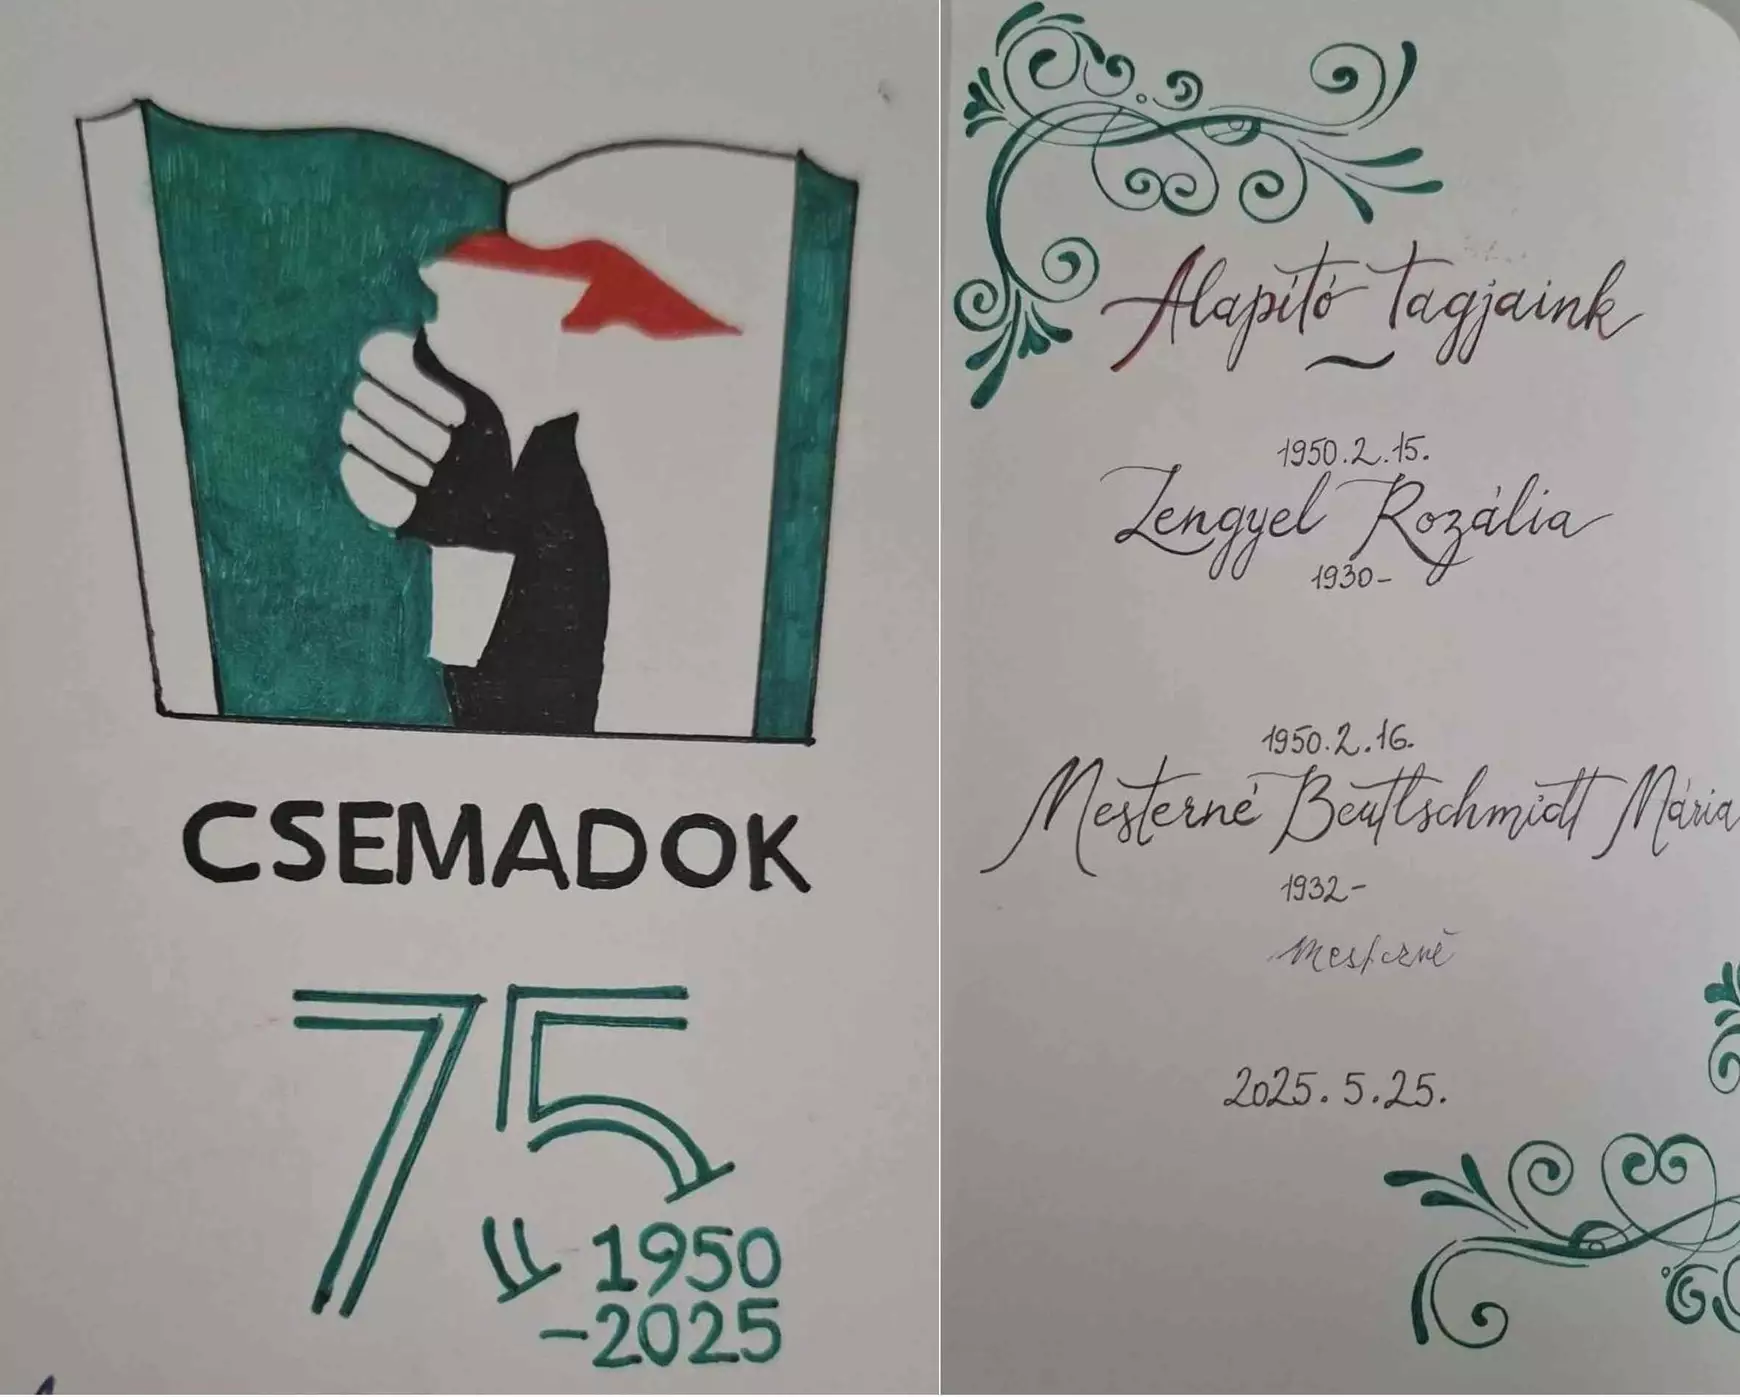 CSEMADOK
75
1950
-2025
Alapító Tagjaink
1950.2.15.
Lengyel Rozália
1930-
1950.2.16.
Mesterné Beutlschmidt Mária
1932-
Mesterné
2025.5.25.